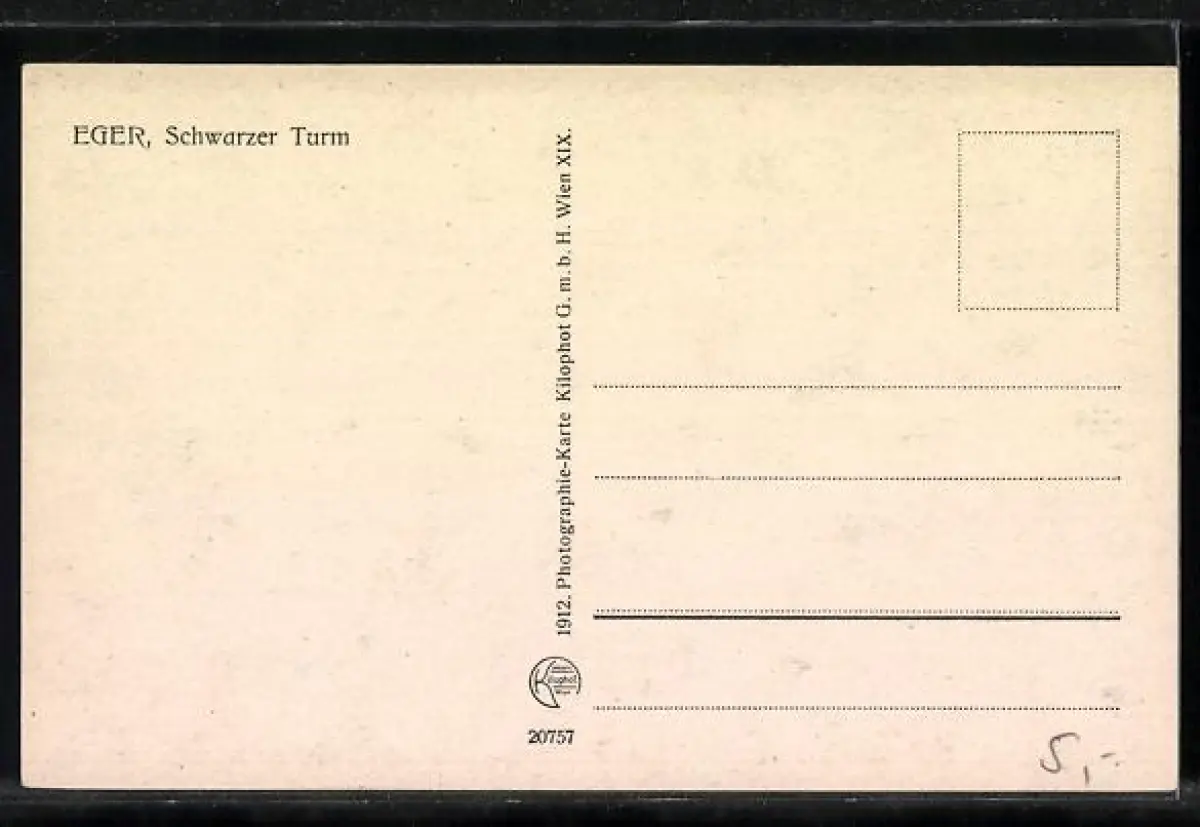 EGER, Schwarzer Turm
1912. Photographie-Karte Kilophot G. m. b. H. Wien XIX.
20757
5,-.